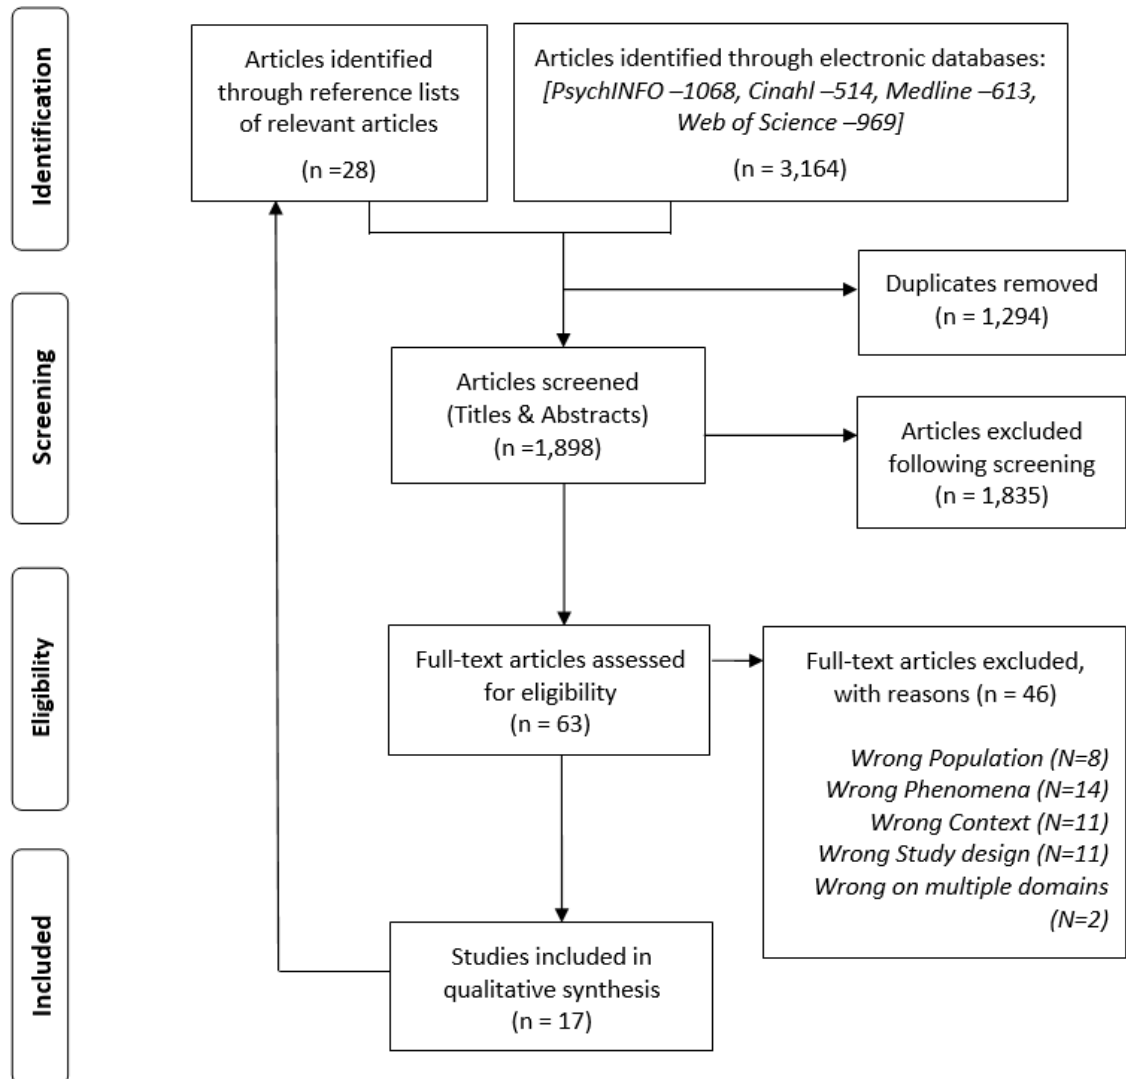 Identification
Articles identified
through reference lists
of relevant articles
(n =28)
Articles identified through electronic databases:
[PsychINFO –1068, Cinahl –514, Medline –613,
Web of Science –969]
(n = 3,164)
Duplicates removed
(n = 1,294)
Screening
Articles screened
(Titles & Abstracts)
(n =1,898)
Articles excluded
following screening
(n = 1,835)
Eligibility
Full-text articles assessed
for eligibility
(n = 63)
Full-text articles excluded,
with reasons (n = 46)
Wrong Population (N=8)
Wrong Phenomena (N=14)
Wrong Context (N=11)
Wrong Study design (N=11)
Wrong on multiple domains
(N=2)
Included
Studies included in
qualitative synthesis
(n = 17)